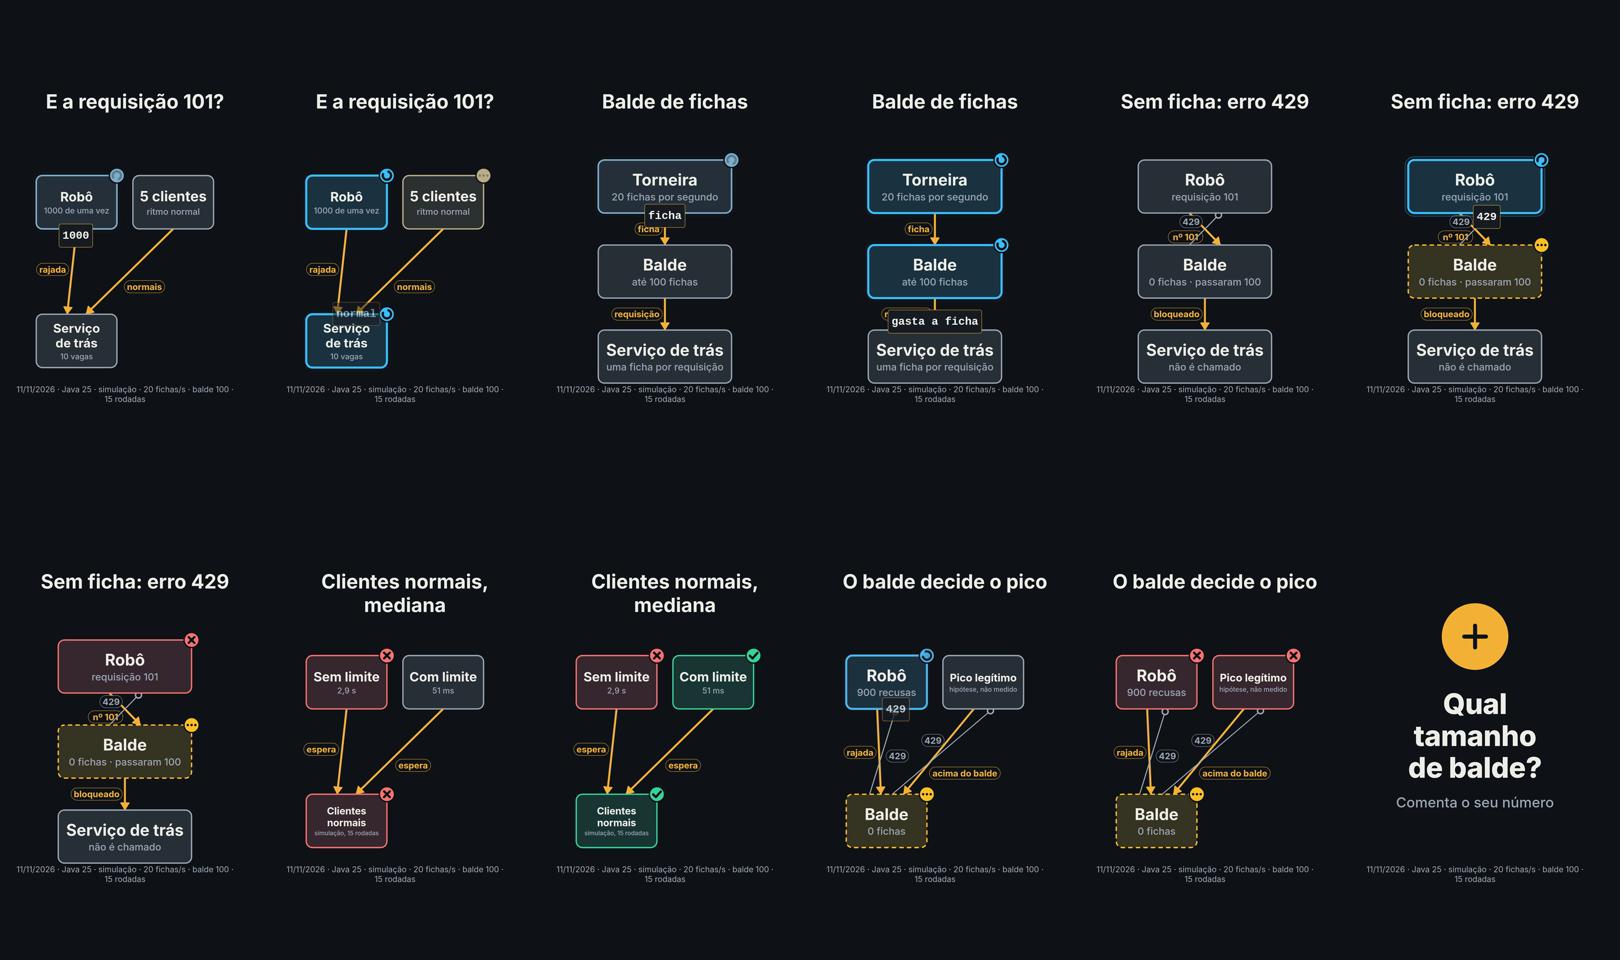 E a requisição 101?
Robô
1000 de uma vez
5 clientes
ritmo normal
1000
rajada
normais
Serviço
de trás
10 vagas
11/11/2026 · Java 25 · simulação · 20 fichas/s · balde 100 ·
15 rodadas
E a requisição 101?
Robô
1000 de uma vez
5 clientes
ritmo normal
rajada
normais
normal
Serviço
de trás
10 vagas
11/11/2026 · Java 25 · simulação · 20 fichas/s · balde 100 ·
15 rodadas
Balde de fichas
Torneira
20 fichas por segundo
ficha
ficha
Balde
até 100 fichas
requisição
Serviço de trás
uma ficha por requisição
11/11/2026 · Java 25 · simulação · 20 fichas/s · balde 100 ·
15 rodadas
Balde de fichas
Torneira
20 fichas por segundo
ficha
Balde
até 100 fichas
gasta a ficha
Serviço de trás
uma ficha por requisição
11/11/2026 · Java 25 · simulação · 20 fichas/s · balde 100 ·
15 rodadas
Sem ficha: erro 429
Robô
requisição 101
429
nº 101
Balde
0 fichas · passaram 100
bloqueado
Serviço de trás
não é chamado
11/11/2026 · Java 25 · simulação · 20 fichas/s · balde 100 ·
15 rodadas
Sem ficha: erro 429
Robô
requisição 101
429
429
nº 101
Balde
0 fichas · passaram 100
bloqueado
Serviço de trás
não é chamado
11/11/2026 · Java 25 · simulação · 20 fichas/s · balde 100 ·
15 rodadas
Sem ficha: erro 429
Robô
requisição 101
429
nº 101
Balde
0 fichas · passaram 100
bloqueado
Serviço de trás
não é chamado
11/11/2026 · Java 25 · simulação · 20 fichas/s · balde 100 ·
15 rodadas
Clientes normais,
mediana
Sem limite
2,9 s
Com limite
51 ms
espera
espera
Clientes
normais
simulação, 15 rodadas
11/11/2026 · Java 25 · simulação · 20 fichas/s · balde 100 ·
15 rodadas
Clientes normais,
mediana
Sem limite
2,9 s
Com limite
51 ms
espera
espera
Clientes
normais
simulação, 15 rodadas
11/11/2026 · Java 25 · simulação · 20 fichas/s · balde 100 ·
15 rodadas
O balde decide o pico
Robô
900 recusas
Pico legítimo
hipótese, não medido
429
429
rajada
429
acima do balde
Balde
0 fichas
11/11/2026 · Java 25 · simulação · 20 fichas/s · balde 100 ·
15 rodadas
O balde decide o pico
Robô
900 recusas
Pico legítimo
hipótese, não medido
429
rajada
429
acima do balde
Balde
0 fichas
11/11/2026 · Java 25 · simulação · 20 fichas/s · balde 100 ·
15 rodadas
Qual
tamanho
de balde?
Comenta o seu número
11/11/2026 · Java 25 · simulação · 20 fichas/s · balde 100 ·
15 rodadas